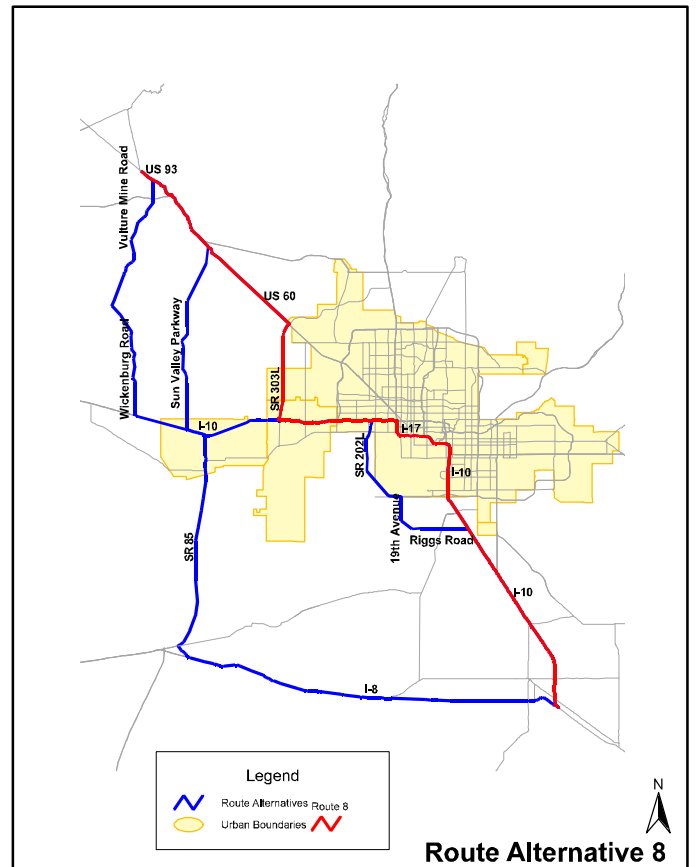 US 93
Vulture Mine Road
US 60
Sun Valley Parkway
Wickenburg Road
SR 303L
I-10
I-17
SR 202L
I-10
19th Avenue
SR 85
Riggs Road
I-10
I-8
Legend
Route Alternatives Route 8
Urban Boundaries
N
Route Alternative 8